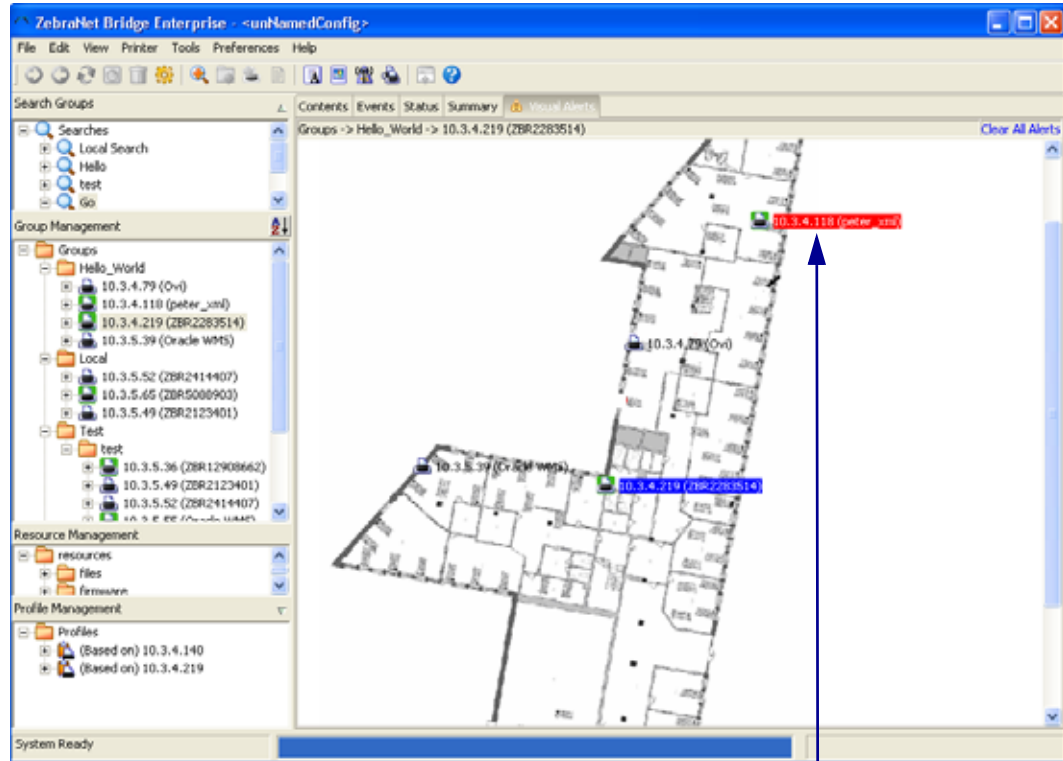 ZebraNet Bridge Enterprise - <unNamedConfig>
File Edit View Printer Tools Preferences Help
Search Groups
Searches
Local Search
Hello
test
Go
Group Management
Groups
Hello_World
10.3.4.79 (Ovi)
10.3.4.118 (peter_xml)
10.3.4.219 (ZBR2283514)
10.3.5.39 (Oracle WMS)
Local
10.3.5.52 (ZBR2414407)
10.3.5.65 (ZBR5088903)
10.3.5.49 (ZBR2123401)
Test
test
10.3.5.36 (ZBR12908662)
10.3.5.49 (ZBR2123401)
10.3.5.52 (ZBR2414407)
10.3.5.55 (Oracle WMS)
Resource Management
resources
files
firmware
Profile Management
Profiles
(Based on) 10.3.4.140
(Based on) 10.3.4.219
Contents Events Status Summary Visual Alerts
Groups -> Hello_World -> 10.3.4.219 (ZBR2283514) Clear All Alerts
10.3.4.118 (peter_xml)
10.3.4.79 (Ovi)
10.3.5.39 (Oracle WMS)
10.3.4.219 (ZBR2283514)
System Ready